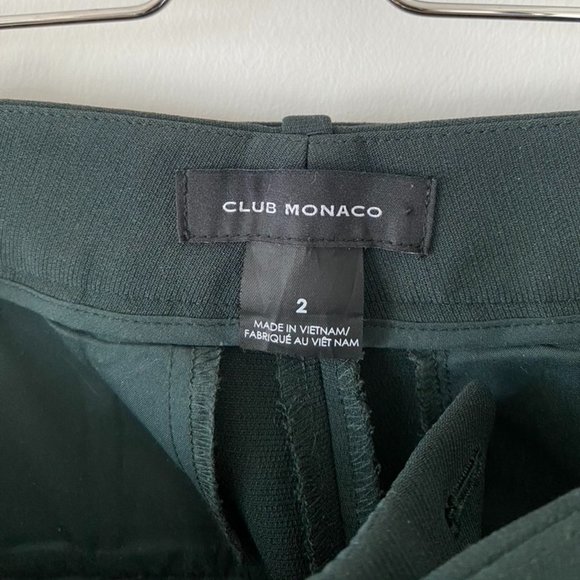 CLUB MONACO
2
MADE IN VIETNAM/
FABRIQUÉ AU VIÊT NAM